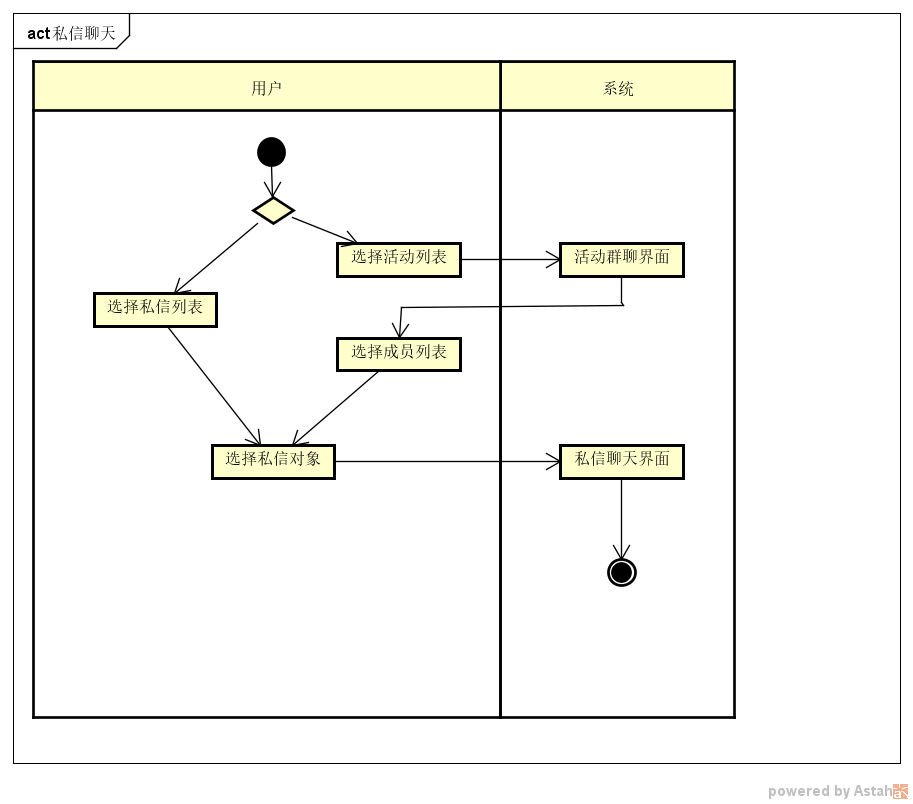 act 私信聊天
用户
系统
选择活动列表
活动群聊界面
选择私信列表
选择成员列表
选择私信对象
私信聊天界面
powered by Astah